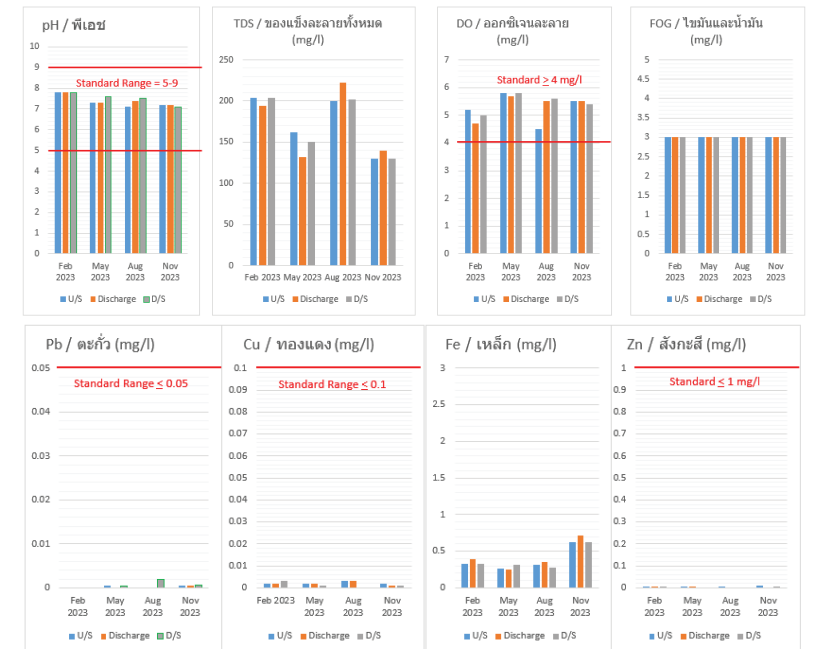 pH / พีเอช
10
9
Standard Range = 5-9
8
7
6
5
4
3
2
1
0
Feb 2023
May 2023
Aug 2023
Nov 2023
U/S Discharge D/S
TDS / ของแข็งละลายทั้งหมด
(mg/l)
250
200
150
100
50
0
Feb 2023 May 2023 Aug 2023 Nov 2023
U/S Discharge D/S
DO / ออกซิเจนละลาย
(mg/l)
7
Standard ≥ 4 mg/l
6
5
4
3
2
1
0
Feb 2023
May 2023
Aug 2023
Nov 2023
U/S Discharge D/S
FOG / ไขมันและน้ำมัน
(mg/l)
5
4.5
4
3.5
3
2.5
2
1.5
1
0.5
0
Feb 2023
May 2023
Aug 2023
Nov 2023
U/S Discharge D/S
Pb / ตะกั่ว (mg/l)
0.05
Standard Range ≤ 0.05
0.04
0.03
0.02
0.01
0
Feb 2023
May 2023
Aug 2023
Nov 2023
U/S Discharge D/S
Cu / ทองแดง (mg/l)
0.1
Standard Range ≤ 0.1
0.09
0.08
0.07
0.06
0.05
0.04
0.03
0.02
0.01
0
Feb 2023
May 2023
Aug 2023
Nov 2023
U/S Discharge D/S
Fe / เหล็ก (mg/l)
3
2.5
2
1.5
1
0.5
0
Feb 2023
May 2023
Aug 2023
Nov 2023
U/S Discharge D/S
Zn / สังกะสี (mg/l)
1
Standard ≤ 1 mg/l
0.9
0.8
0.7
0.6
0.5
0.4
0.3
0.2
0.1
0
Feb 2023
May 2023
Aug 2023
Nov 2023
U/S Discharge D/S